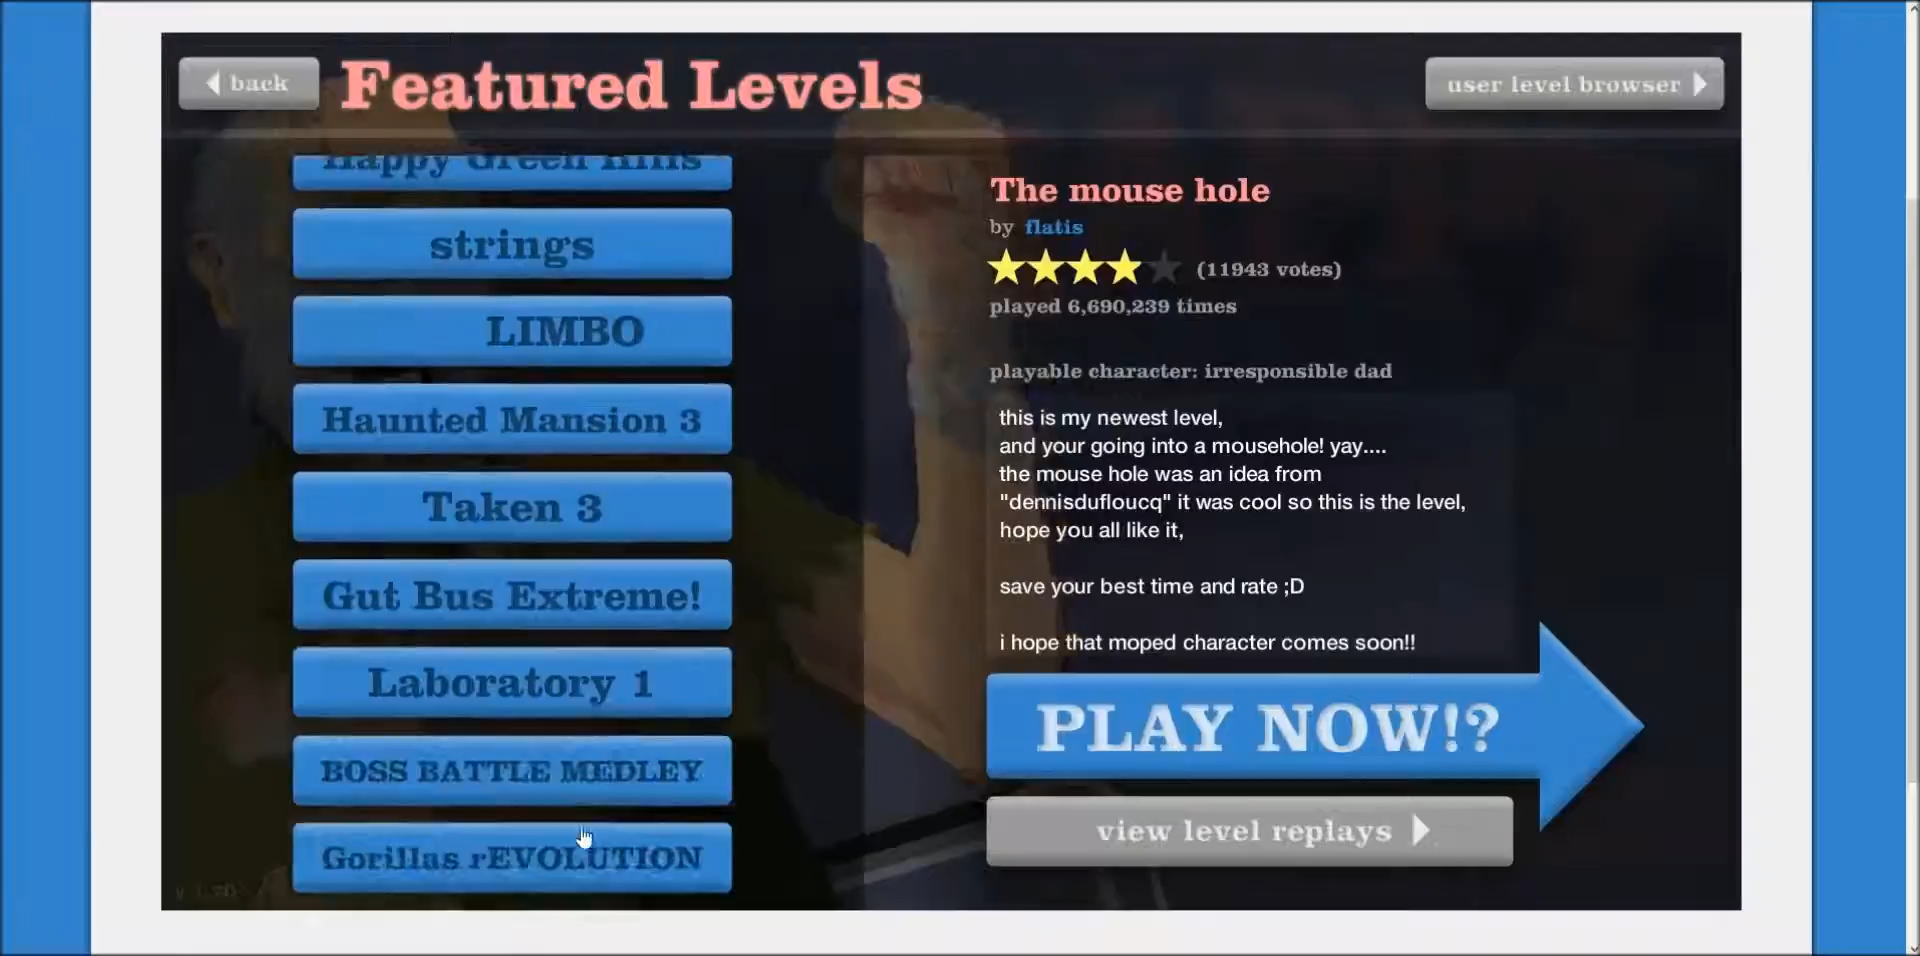 back
Featured Levels
user level browser
Happy Green Hills
strings
LIMBO
Haunted Mansion 3
Taken 3
Gut Bus Extreme!
Laboratory 1
BOSS BATTLE MEDLEY
Gorillas rEVOLUTION
The mouse hole
by flatis
(11943 votes)
played 6,690,239 times
playable character: irresponsible dad
this is my newest level,
and your going into a mousehole! yay....
the mouse hole was an idea from
"dennisdufloucq" it was cool so this is the level,
hope you all like it,
save your best time and rate ;D
i hope that moped character comes soon!!
PLAY NOW!?
view level replays